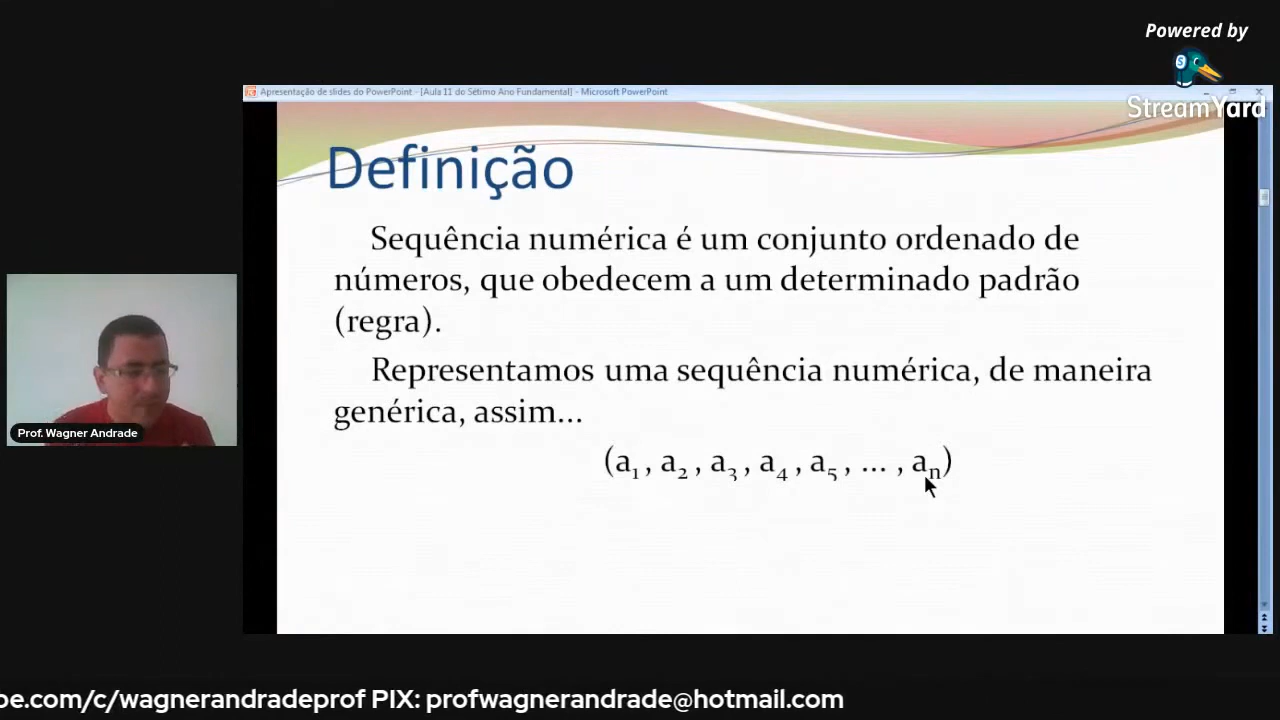 Powered by
StreamYard
Apresentação de slides do PowerPoint - [Aula 11 do Sétimo Ano Fundamental] - Microsoft PowerPoint
Definição
Sequência numérica é um conjunto ordenado de
números, que obedecem a um determinado padrão
(regra).
Representamos uma sequência numérica, de maneira
genérica, assim...
(a₁ , a₂ , a₃ , a₄ , a₅ , ... , aₙ)
Prof. Wagner Andrade
be.com/c/wagnerandradeprof PIX: profwagnerandrade@hotmail.com